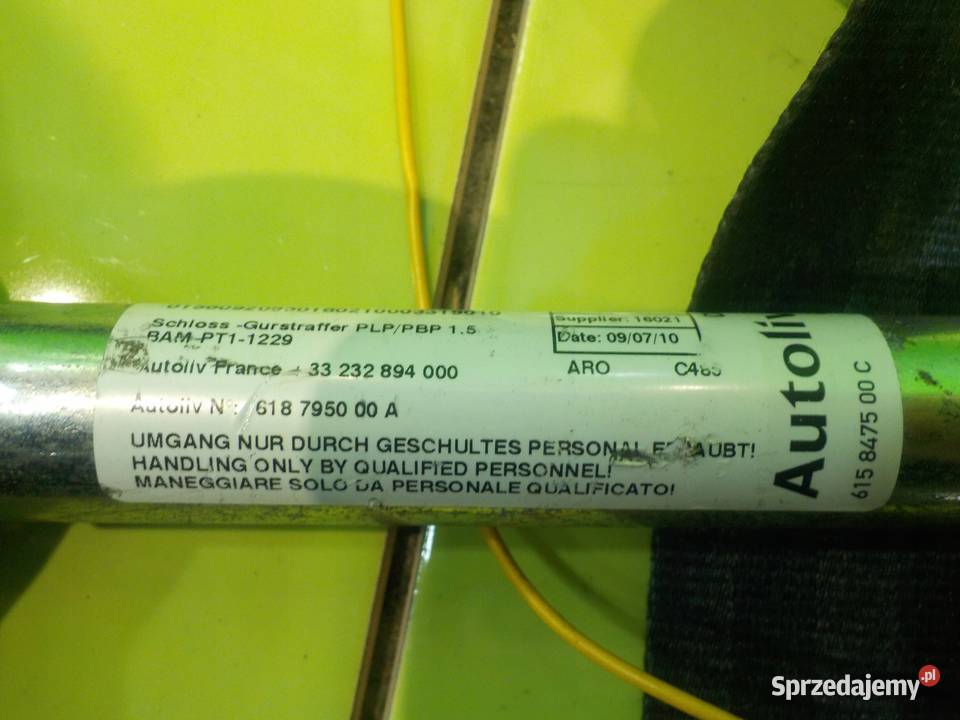 Schloss -Gurstraffer PLP/PBP 1.5
BAM PT1-1229
Supplier: 16021
Date: 09/07/10
Autoliv France + 33 232 894 000
ARO
Autoliv N°: 618 7950 00 A
UMGANG NUR DURCH GESCHULTES PERSONAL
HANDLING ONLY BY QUALIFIED PERSONNEL!
MANEGGIARE SOLO DA PERSONALE QUALIFICATO!
Autoliv
615 8475 00 C
Sprzedajemy.pl